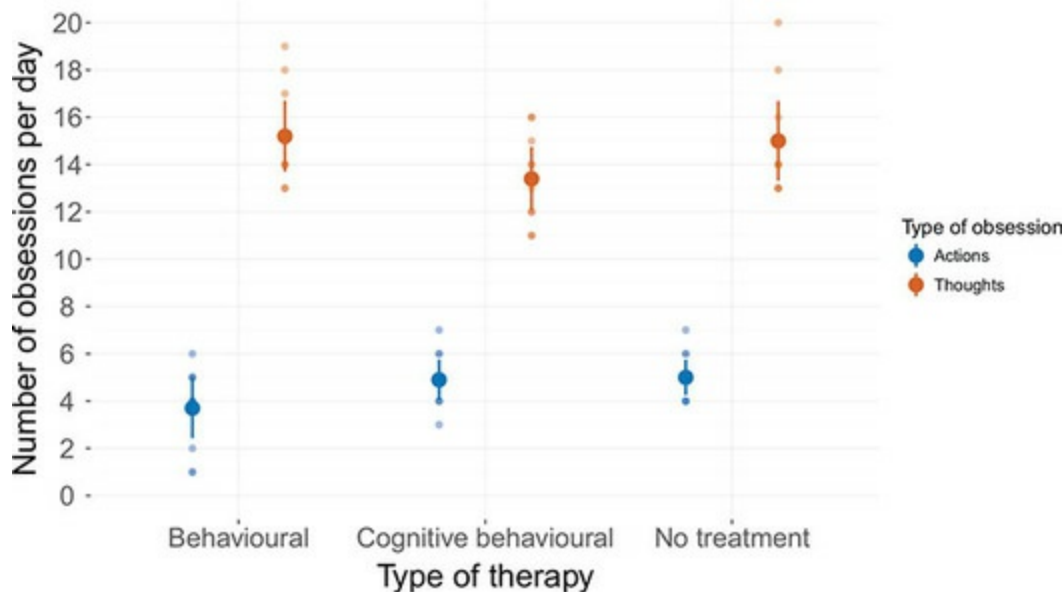 Number of obsessions per day
20
18
16
14
12
10
8
6
4
2
0
Behavioural
Cognitive behavioural
No treatment
Type of therapy
Type of obsession
Actions
Thoughts